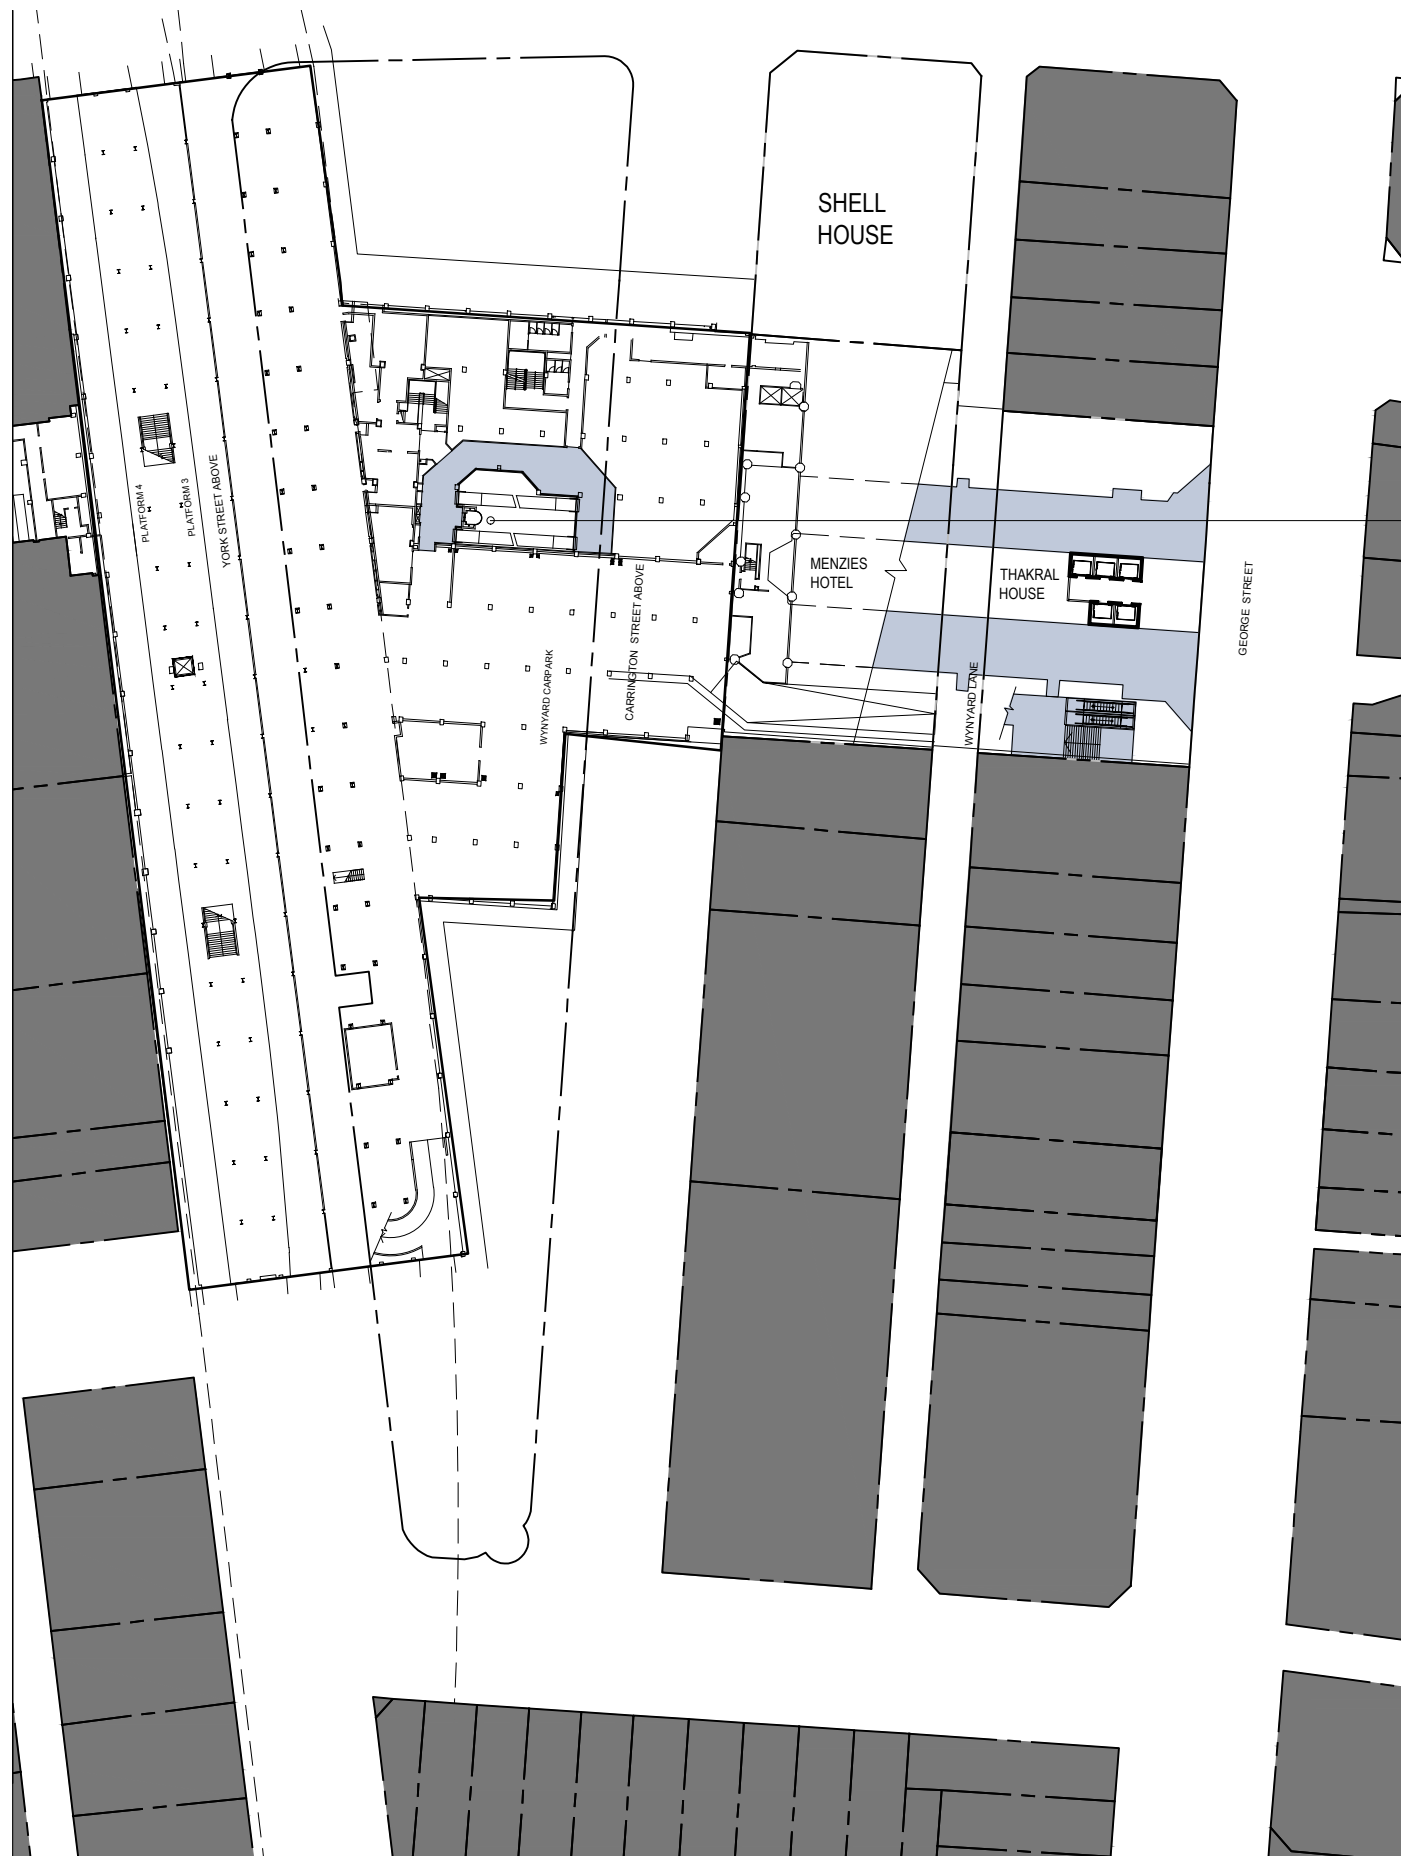 SHELL
HOUSE
PLATFORM 4
PLATFORM 3
YORK STREET ABOVE
MENZIES
HOTEL
THAKRAL
HOUSE
GEORGE STREET
CARRINGTON STREET ABOVE
WYNYARD CARPARK
WYNYARD LANE